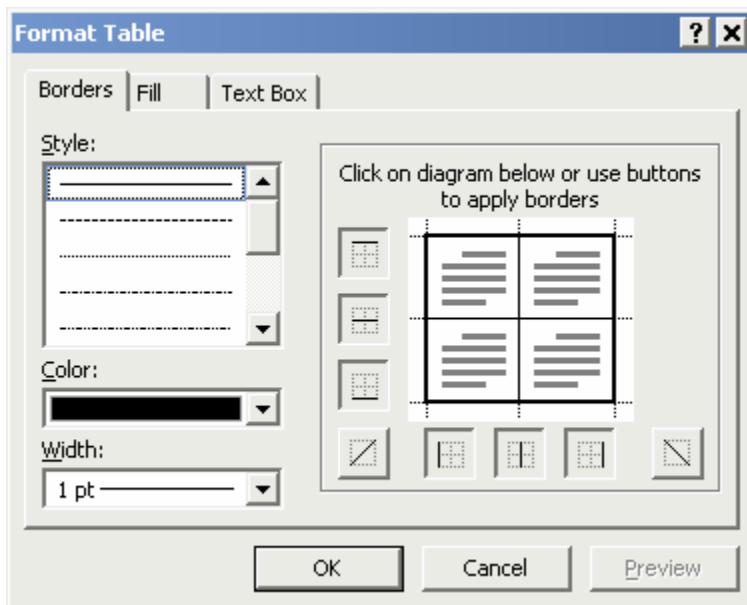 Format Table
Borders Fill Text Box
Style:
Click on diagram below or use buttons
to apply borders
Color:
Width:
1 pt
OK Cancel Preview